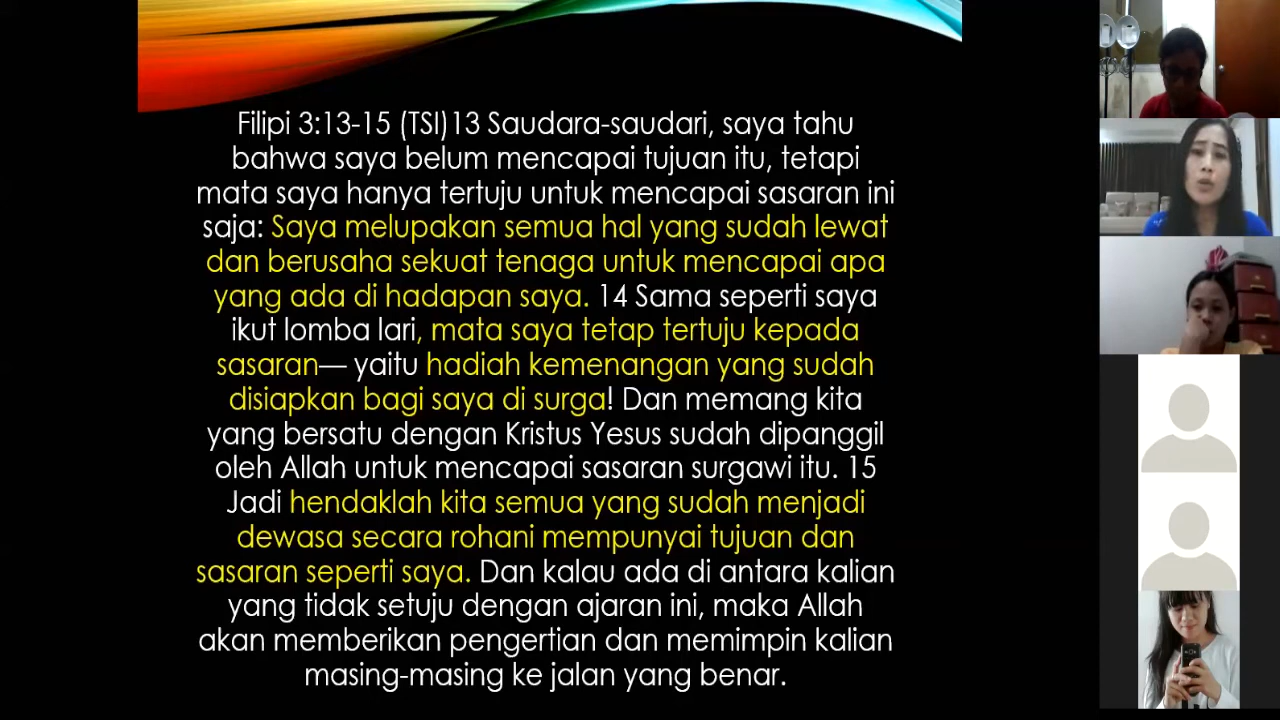 Filipi 3:13-15 (TSI)13 Saudara-saudari, saya tahu
bahwa saya belum mencapai tujuan itu, tetapi
mata saya hanya tertuju untuk mencapai sasaran ini
saja: Saya melupakan semua hal yang sudah lewat
dan berusaha sekuat tenaga untuk mencapai apa
yang ada di hadapan saya. 14 Sama seperti saya
ikut lomba lari, mata saya tetap tertuju kepada
sasaran— yaitu hadiah kemenangan yang sudah
disiapkan bagi saya di surga! Dan memang kita
yang bersatu dengan Kristus Yesus sudah dipanggil
oleh Allah untuk mencapai sasaran surgawi itu. 15
Jadi hendaklah kita semua yang sudah menjadi
dewasa secara rohani mempunyai tujuan dan
sasaran seperti saya. Dan kalau ada di antara kalian
yang tidak setuju dengan ajaran ini, maka Allah
akan memberikan pengertian dan memimpin kalian
masing-masing ke jalan yang benar.